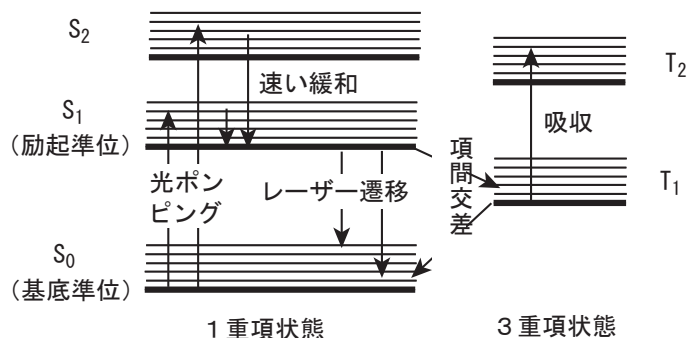 S₂
速い緩和
S₁
(励起準位)
光ポン
ピング
レーザー遷移
S₀
(基底準位)
1重項状態
項間交差
T₂
吸収
T₁
3重項状態